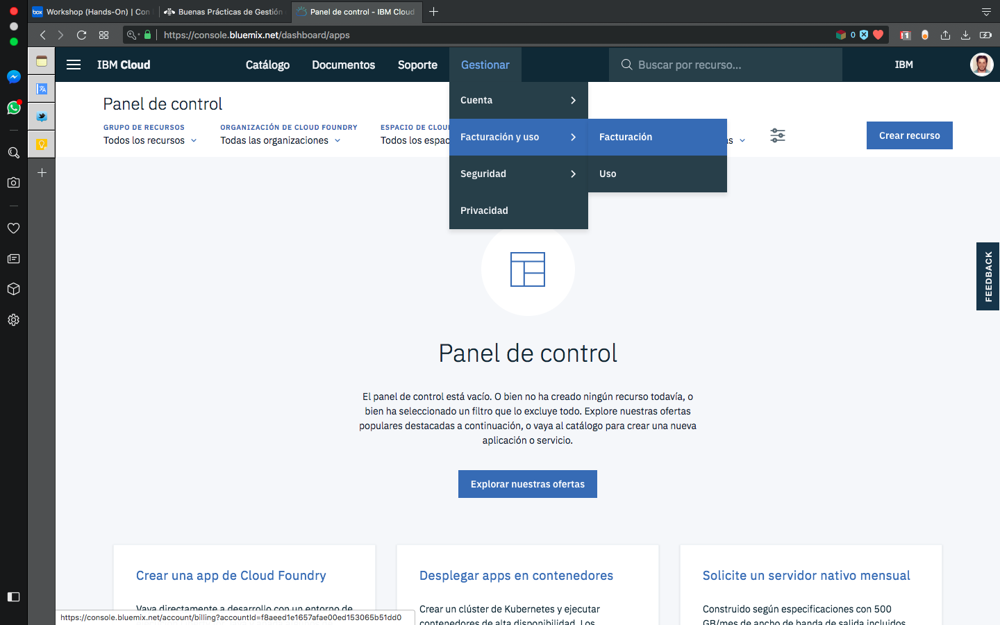 Workshop (Hands-On) | Con
Buenas Prácticas de Gestión
Panel de control - IBM Cloud
https://console.bluemix.net/dashboard/apps
0
1
IBM Cloud
Catálogo
Documentos
Soporte
Gestionar
Buscar por recurso...
IBM
Panel de control
GRUPO DE RECURSOS
Todos los recursos
ORGANIZACIÓN DE CLOUD FOUNDRY
Todas las organizaciones
ESPACIO DE CLOU
Todos los espac
as
Crear recurso
Cuenta
Facturación y uso
Facturación
Seguridad
Uso
Privacidad
FEEDBACK
Panel de control
El panel de control está vacío. O bien no ha creado ningún recurso todavía, o
bien ha seleccionado un filtro que lo excluye todo. Explore nuestras ofertas
populares destacadas a continuación, o vaya al catálogo para crear una nueva
aplicación o servicio.
Explorar nuestras ofertas
Crear una app de Cloud Foundry
Vaya directamente a desarrollo con un entorno de
Desplegar apps en contenedores
Crear un clúster de Kubernetes y ejecutar
contenedores de alta disponibilidad. Los
Solicite un servidor nativo mensual
Construido según especificaciones con 500
GB/mes de ancho de banda de salida incluidos
https://console.bluemix.net/account/billing?accountId=f8aeed1e1657afae00ed153065b51dd0